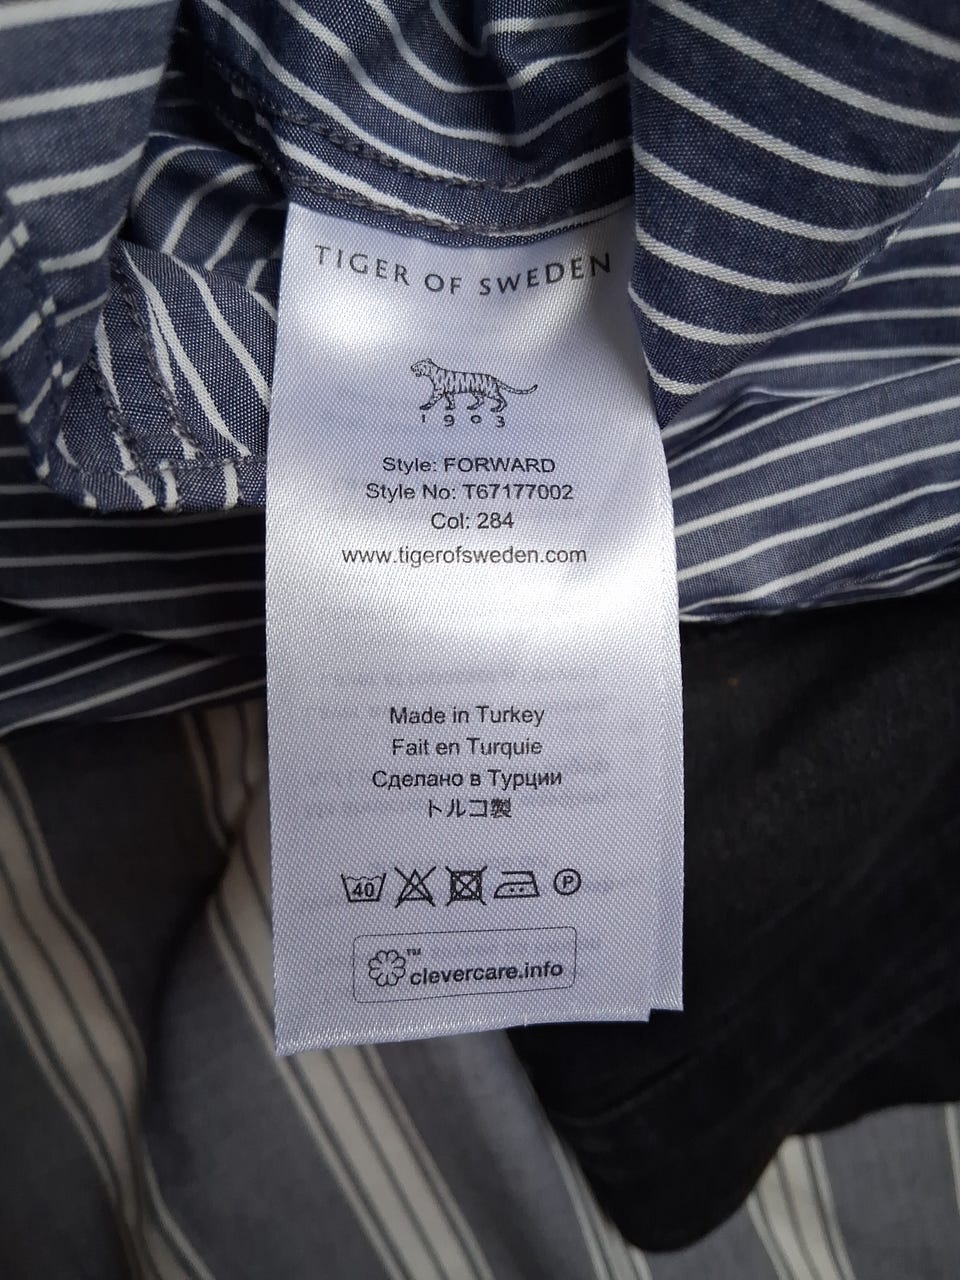 TIGER OF SWEDEN
1903
Style: FORWARD
Style No: T67177002
Col: 284
www.tigerofsweden.com
Made in Turkey
Fait en Turquie
Сделано в Турции
トルコ製
40 P
™
clevercare.info